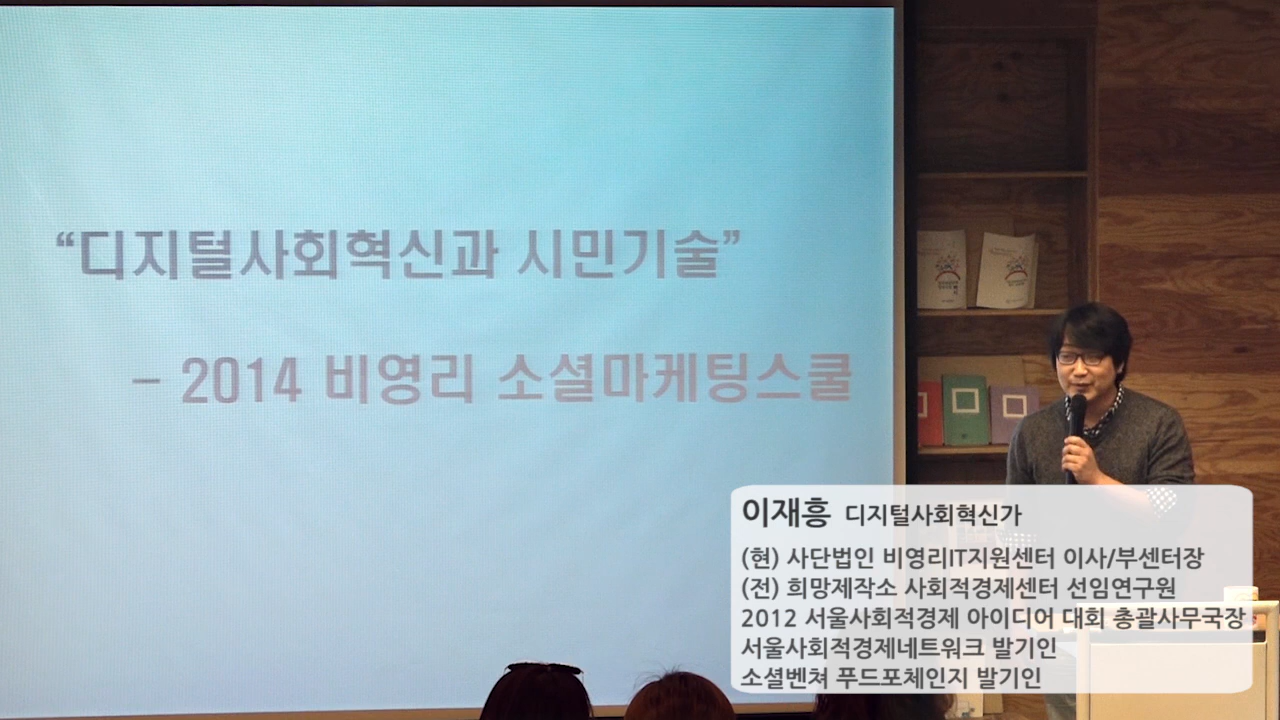 “디지털사회혁신과 시민기술”
– 2014 비영리 소셜마케팅스쿨
이재흥 디지털사회혁신가
(현) 사단법인 비영리IT지원센터 이사/부센터장
(전) 희망제작소 사회적경제센터 선임연구원
2012 서울사회적경제 아이디어 대회 총괄사무국장
서울사회적경제네트워크 발기인
소셜벤쳐 푸드포체인지 발기인